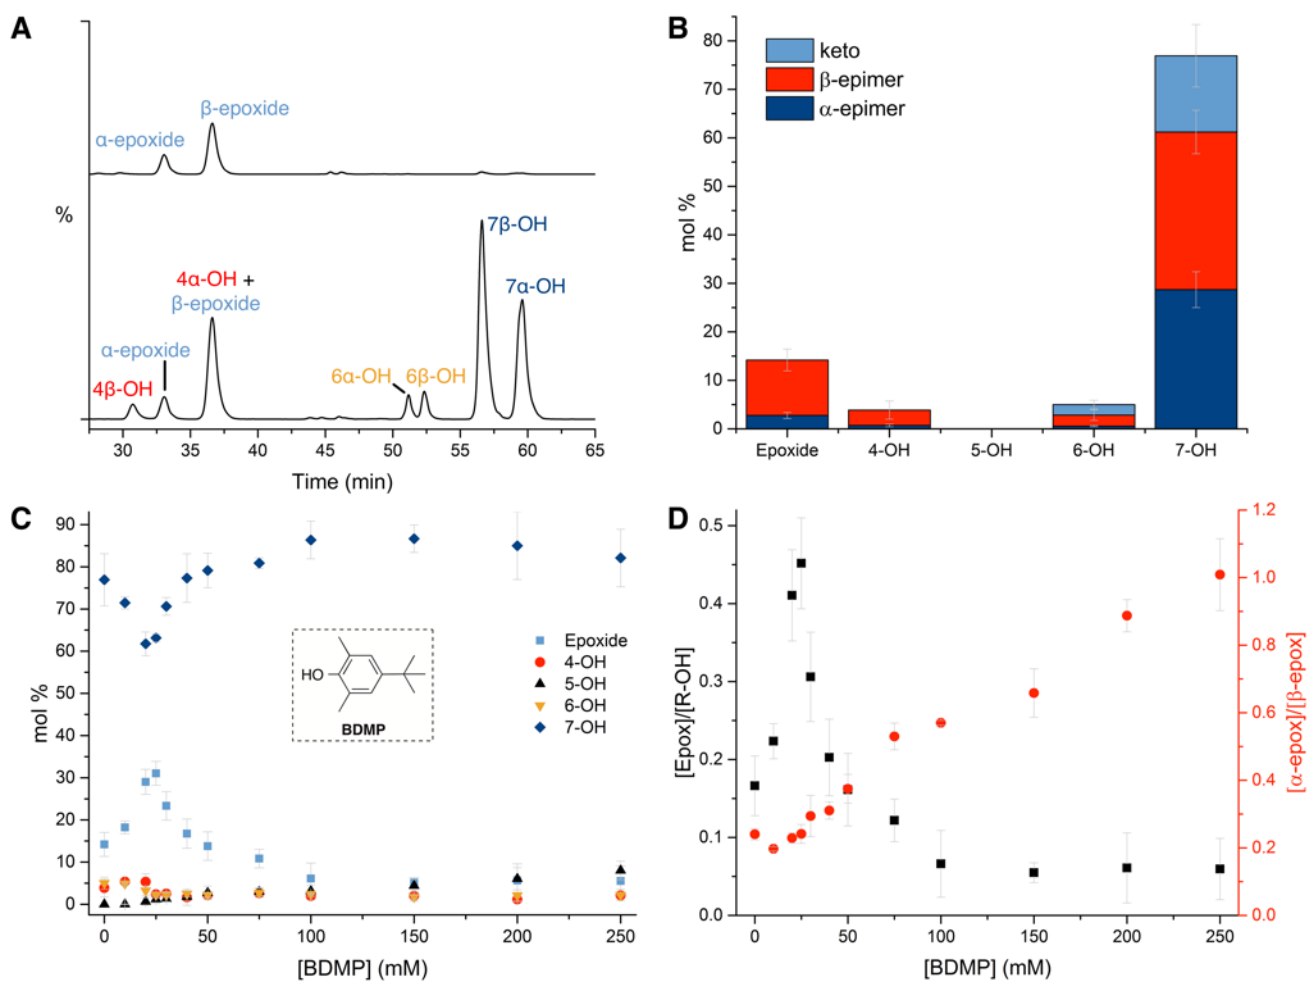 A
α-epoxide
β-epoxide
%
4β-OH
α-epoxide
4α-OH +
β-epoxide
6α-OH
6β-OH
7β-OH
7α-OH
30 35 40 45 50 55 60 65
Time (min)
B
keto
β-epimer
α-epimer
mol %
80
70
60
50
40
30
20
10
0
Epoxide 4-OH 5-OH 6-OH 7-OH
C
mol %
90
80
70
60
50
40
30
20
10
0
HO
BDMP
Epoxide
4-OH
5-OH
6-OH
7-OH
0 50 100 150 200 250
[BDMP] (mM)
D
[Epox]/[R-OH]
0.5
0.4
0.3
0.2
0.1
0.0
1.2
1.0
0.8
0.6
0.4
0.2
0.0
[α-epox]/[β-epox]
0 50 100 150 200 250
[BDMP] (mM)